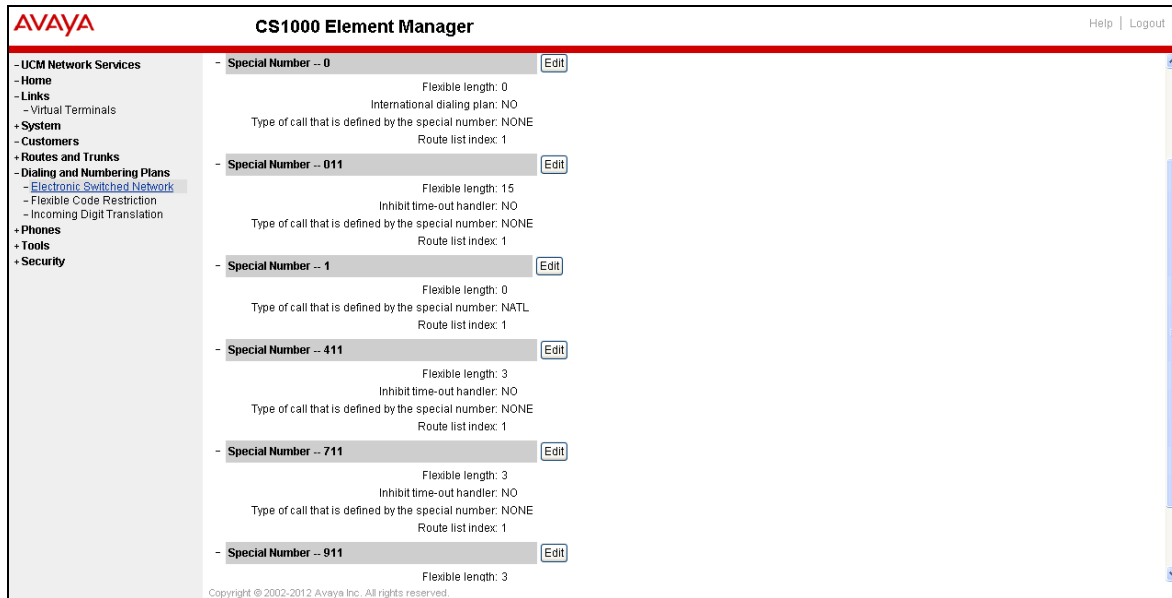 AVAYA
CS1000 Element Manager
Help | Logout
- UCM Network Services
- Home
- Links
- Virtual Terminals
+ System
- Customers
+ Routes and Trunks
- Dialing and Numbering Plans
- Electronic Switched Network
- Flexible Code Restriction
- Incoming Digit Translation
+ Phones
+ Tools
+ Security
- Special Number -- 0 Edit
Flexible length: 0
International dialing plan: NO
Type of call that is defined by the special number: NONE
Route list index: 1
- Special Number -- 011 Edit
Flexible length: 15
Inhibit time-out handler: NO
Type of call that is defined by the special number: NONE
Route list index: 1
- Special Number -- 1 Edit
Flexible length: 0
Type of call that is defined by the special number: NATL
Route list index: 1
- Special Number -- 411 Edit
Flexible length: 3
Inhibit time-out handler: NO
Type of call that is defined by the special number: NONE
Route list index: 1
- Special Number -- 711 Edit
Flexible length: 3
Inhibit time-out handler: NO
Type of call that is defined by the special number: NONE
Route list index: 1
- Special Number -- 911 Edit
Flexible length: 3
Copyright © 2002-2012 Avaya Inc. All rights reserved.